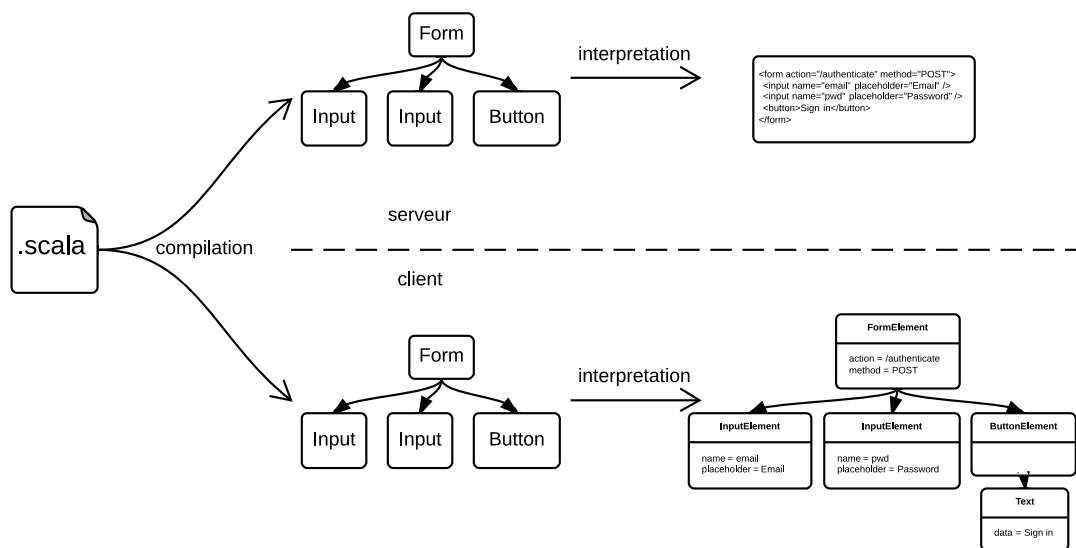 Form
interpretation
Input
Input
Button
<form action="/authenticate" method="POST">
<input name="email" placeholder="Email" />
<input name="pwd" placeholder="Password" />
<button>Sign in</button>
</form>
serveur
.scala
compilation
client
Form
interpretation
Input
Input
Button
FormElement
action = /authenticate
method = POST
InputElement
name = email
placeholder = Email
InputElement
name = pwd
placeholder = Password
ButtonElement
Text
data = Sign in